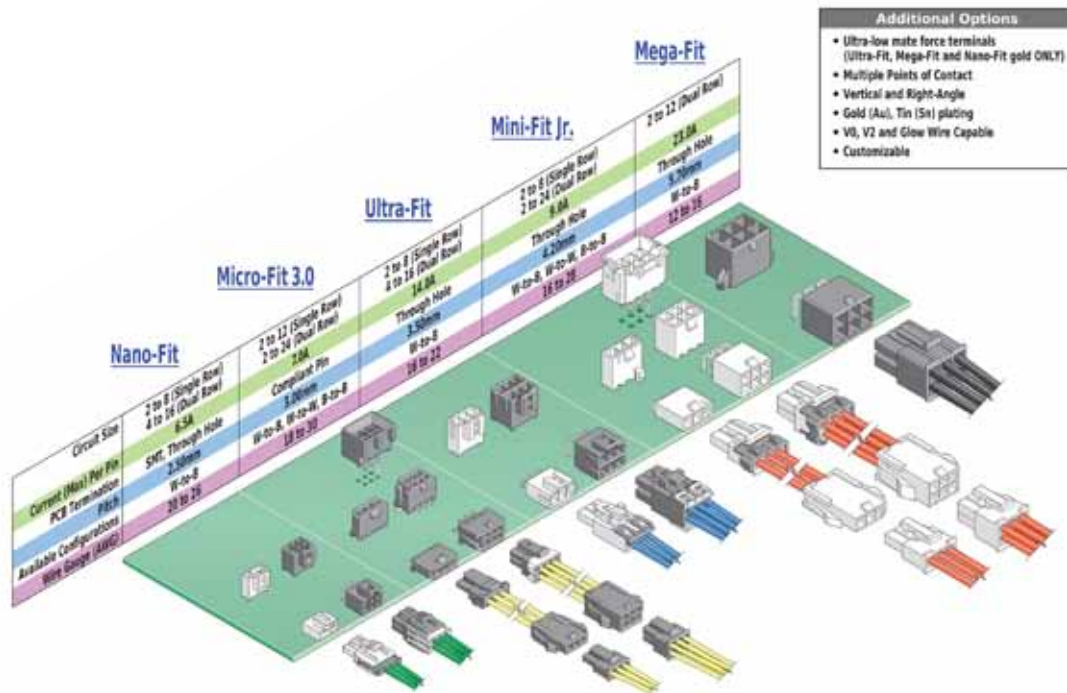 Additional Options
• Ultra-low mate force terminals
(Ultra-Fit, Mega-Fit and Nano-Fit gold ONLY)
• Multiple Points of Contact
• Vertical and Right-Angle
• Gold (Au), Tin (Sn) plating
• V0, V2 and Glow Wire Capable
• Customizable
Circuit Size
Current (Max) Per Pin
PCB Termination
Pitch
Available Configurations
Wire Gauge (AWG)
Nano-Fit
2 to 8 (Single Row)
4 to 16 (Dual Row)
6.5A
SMT, Through Hole
2.50mm
W-to-B
20 to 26
Micro-Fit 3.0
2 to 12 (Single Row)
2 to 24 (Dual Row)
7.0A
Compliant Pin
3.00mm
W-to-B, W-to-W, B-to-B
18 to 30
Ultra-Fit
2 to 8 (Single Row)
4 to 16 (Dual Row)
14.0A
Through Hole
3.50mm
W-to-B
to 22
Mini-Fit Jr.
2 to 8 (Single Row)
2 to 24 (Dual Row)
9.0A
Through Hole
4.20mm
W-to-B, W-to-W, B-to-B
16 to 28
Mega-Fit
2 to 12 (Dual Row)
23.0A
Through Hole
5.70mm
W-to-B
12 to 16